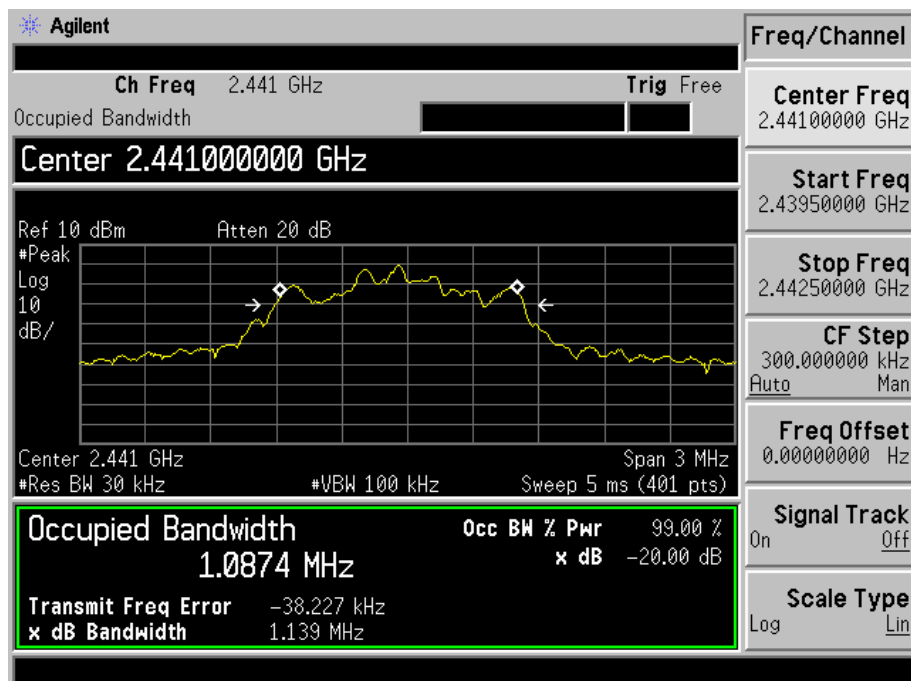 Agilent
Freq/Channel
Ch Freq 2.441 GHz Trig Free
Occupied Bandwidth
Center 2.441000000 GHz
Ref 10 dBm Atten 20 dB
#Peak
Log
10
dB/
Center 2.441 GHz Span 3 MHz
#Res BW 30 kHz #VBW 100 kHz Sweep 5 ms (401 pts)
Occupied Bandwidth Occ BW % Pwr 99.00 %
1.0874 MHz x dB -20.00 dB
Transmit Freq Error -38.227 kHz
x dB Bandwidth 1.139 MHz
Center Freq
2.44100000 GHz
Start Freq
2.43950000 GHz
Stop Freq
2.44250000 GHz
CF Step
300.000000 kHz
Auto Man
Freq Offset
0.00000000 Hz
Signal Track
On Off
Scale Type
Log Lin